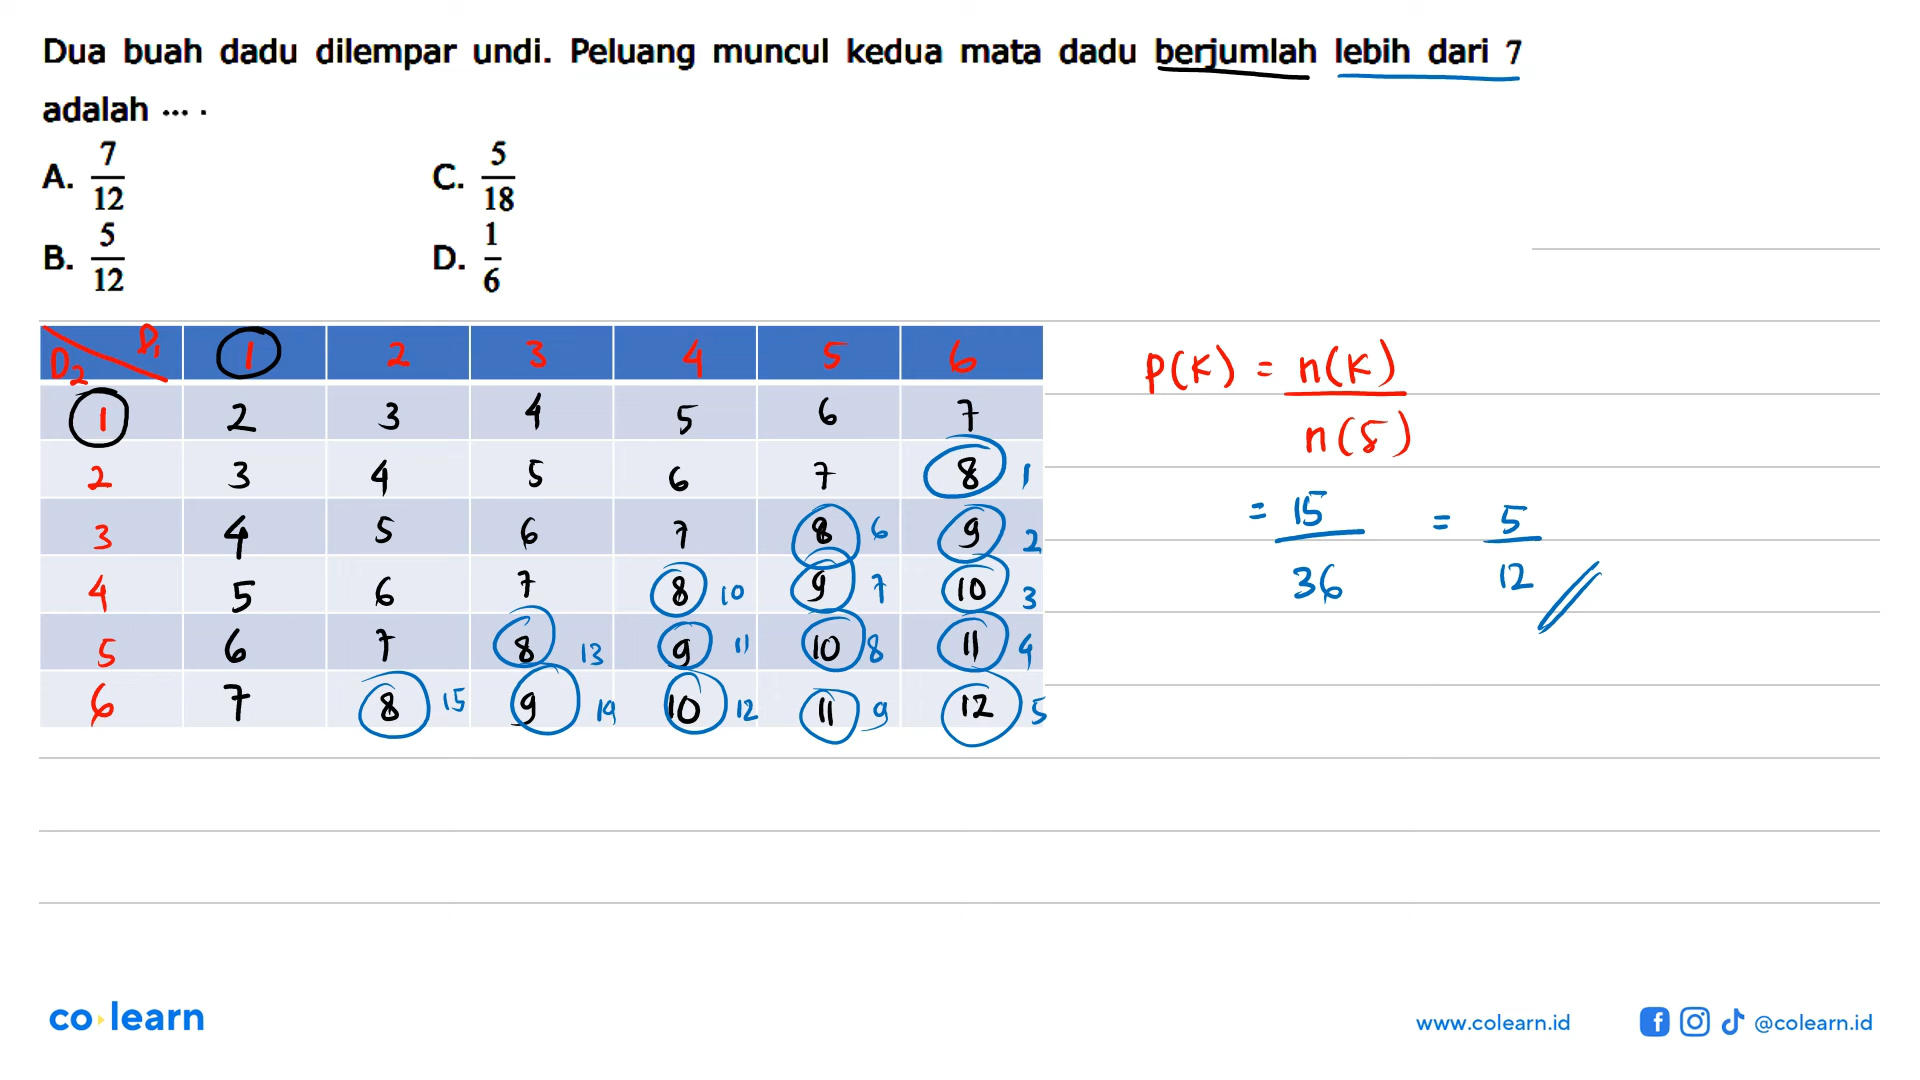 Dua buah dadu dilempar undi. Peluang muncul kedua mata dadu berjumlah lebih dari 7
adalah ... .
A. 7/12
C. 5/18
B. 5/12
D. 1/6
D2 D1 1 2 3 4 5 6
1 2 3 4 5 6 7
2 3 4 5 6 7 8 1
3 4 5 6 7 8 6 9 2
4 5 6 7 8 10 9 7 10 3
5 6 7 8 13 9 11 10 8 11 4
6 7 8 15 9 14 10 12 11 9 12 5
P(K) = n(K)/n(S)
= 15/36 = 5/12
co learn
www.colearn.id
@colearn.id